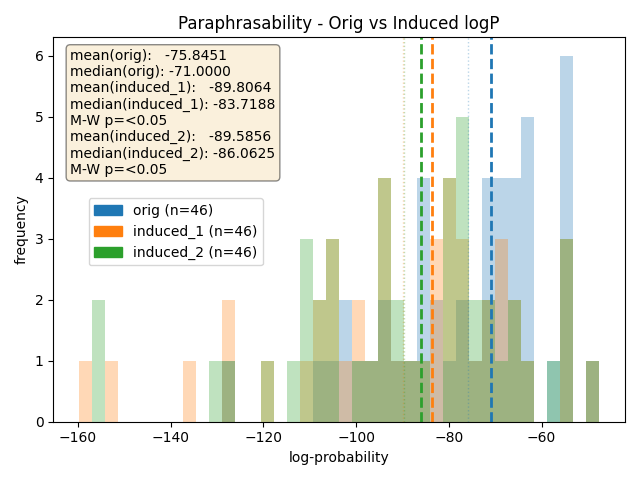 Paraphrasability - Orig vs Induced logP
mean(orig): -75.8451
median(orig): -71.0000
mean(induced_1): -89.8064
median(induced_1): -83.7188
M-W p=<0.05
mean(induced_2): -89.5856
median(induced_2): -86.0625
M-W p=<0.05
orig (n=46)
induced_1 (n=46)
induced_2 (n=46)
frequency
6
5
4
3
2
1
0
−160
−140
−120
−100
−80
−60
log-probability